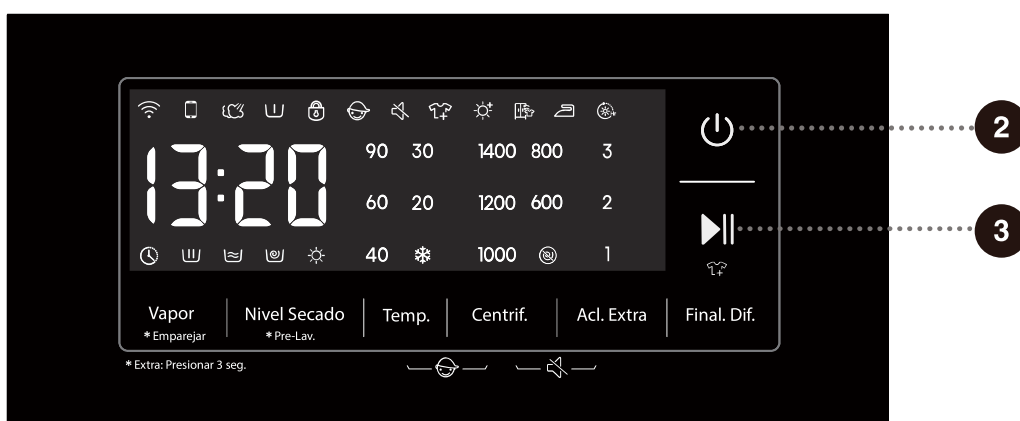 2
13:20
90 30 1400 800 3
60 20 1200 600 2
3
40 1000 1
Vapor Nivel Secado Temp. Centrif. Acl. Extra Final. Dif.
* Emparejar * Pre-Lav.
* Extra: Presionar 3 seg.